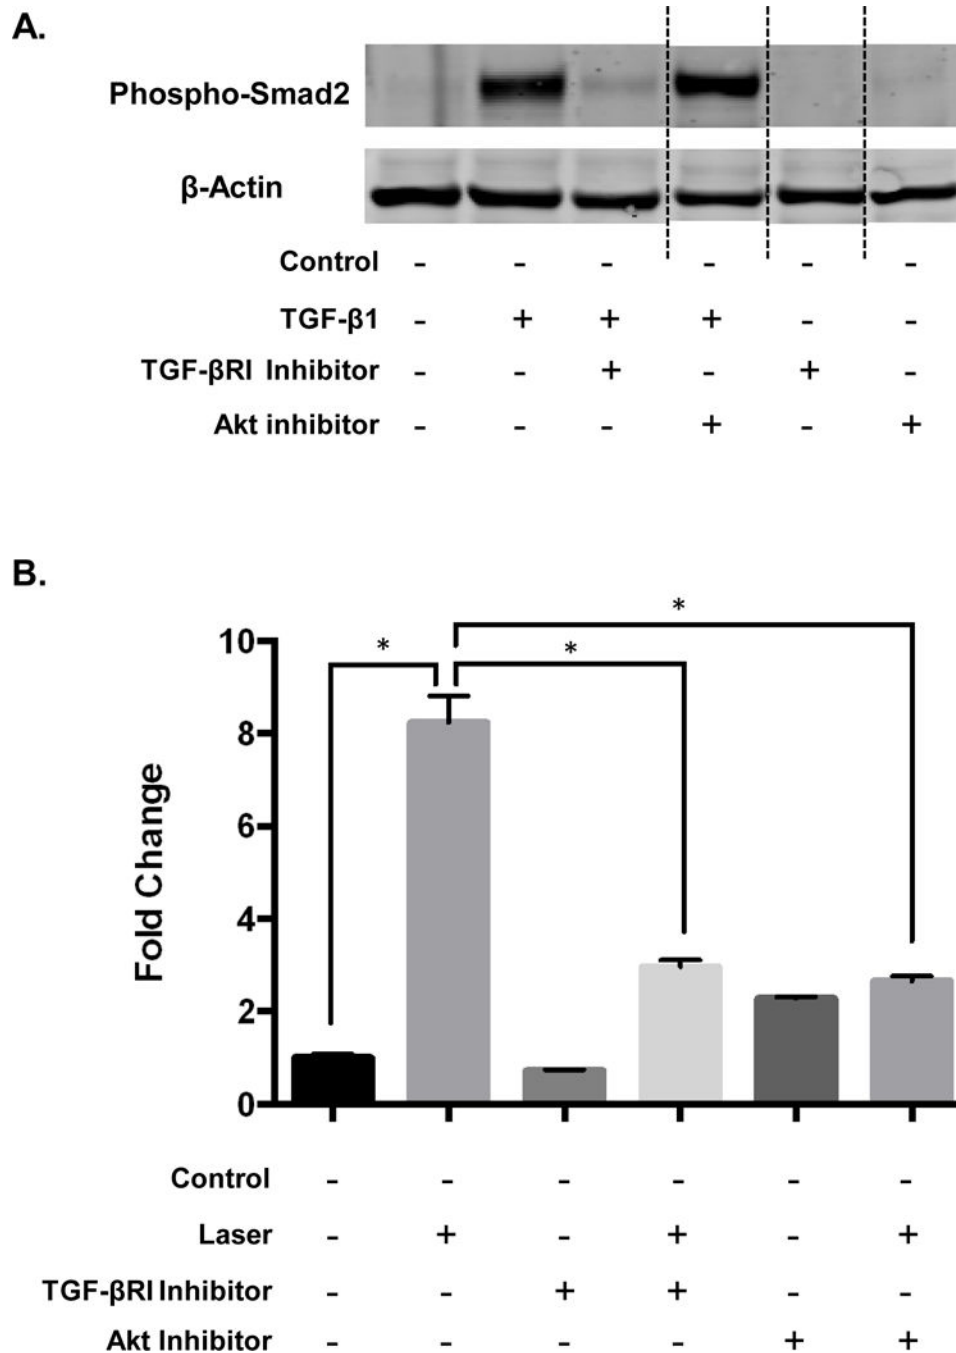 A.
Phospho-Smad2
β-Actin
Control - - - - - -
TGF-β1 - + + + - -
TGF-βRI Inhibitor - - + - + -
Akt inhibitor - - - + - +
B.
* 
* *
10
8
6
4
2
0
Fold Change
Control - - - - - -
Laser - + - + - +
TGF-βRI Inhibitor - - + + - -
Akt Inhibitor - - - - + +